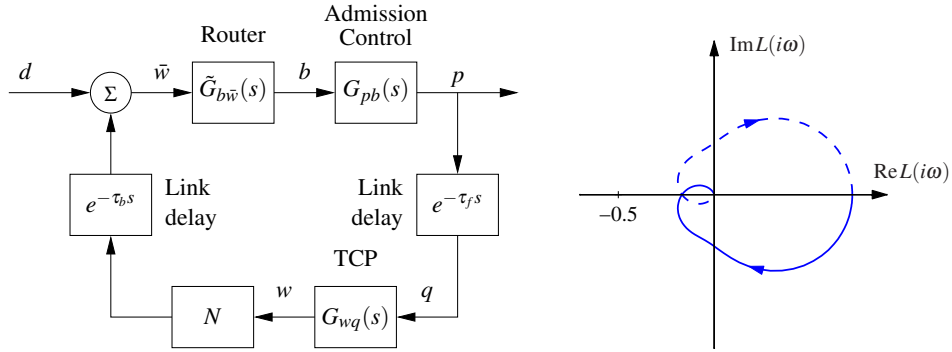 Router
Admission
Control
d
Σ
w̄
G̃_{bw̄}(s)
b
G_{pb}(s)
p
e^{−τ_b s}
Link
delay
Link
delay
e^{−τ_f s}
TCP
N
w
G_{wq}(s)
q
Im L(iω)
Re L(iω)
−0.5